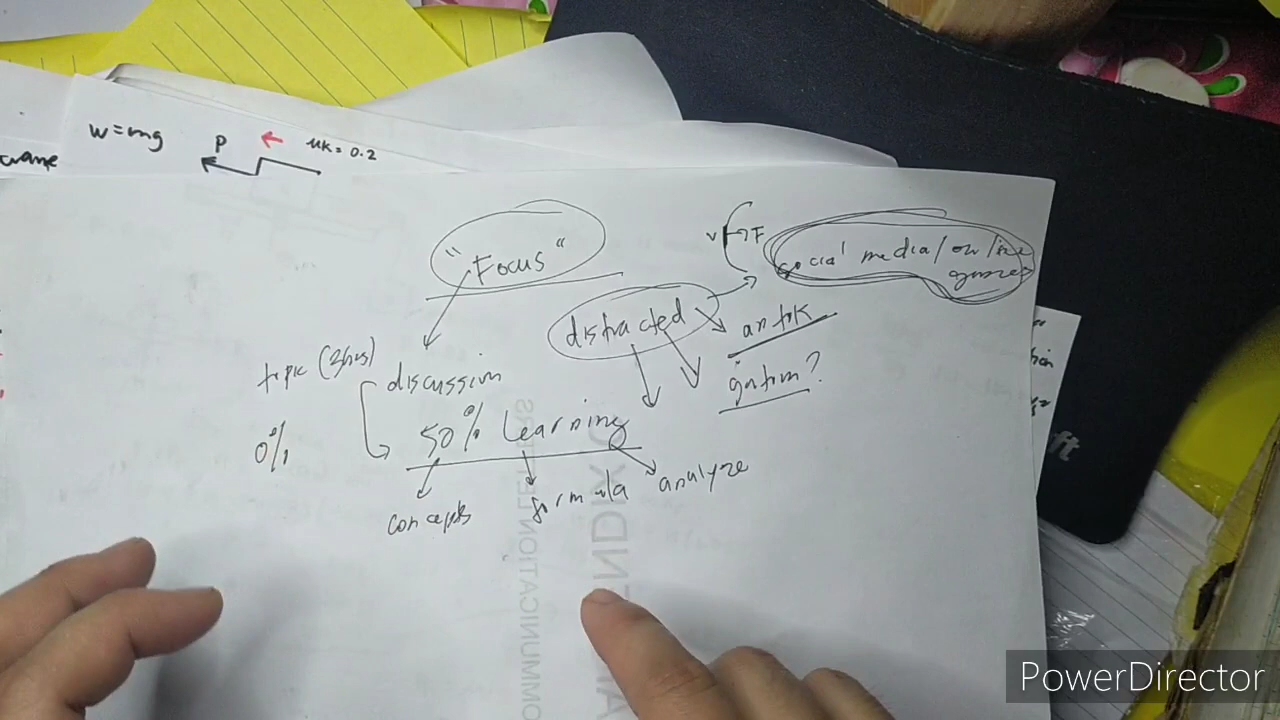 W=mg
P
μK = 0.2
"Focus"
V → F
social media/online
games
distracted
antok
gutom?
topic (3hrs)
discussion
0%
50% Learning
concepts
formula
analyze
PowerDirector